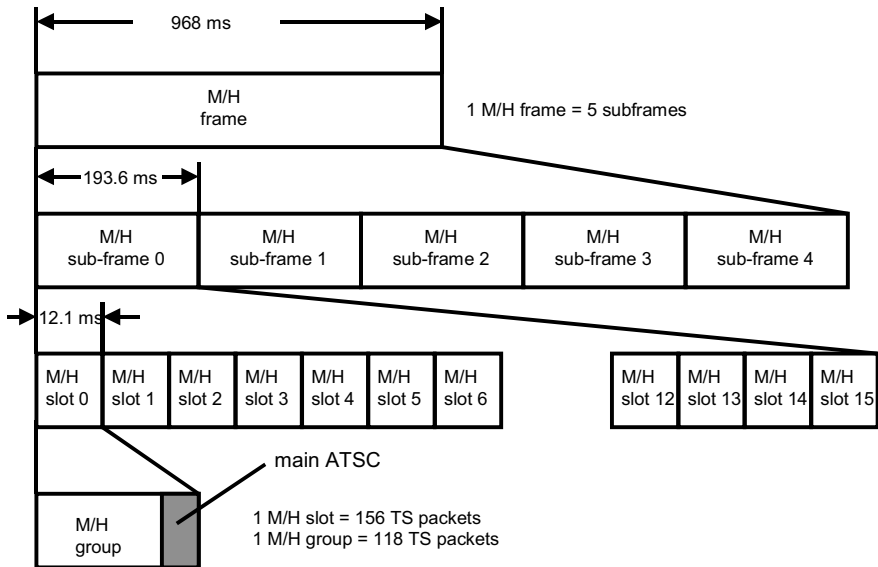 968 ms
M/H
frame
1 M/H frame = 5 subframes
193.6 ms
M/H
sub-frame 0
M/H
sub-frame 1
M/H
sub-frame 2
M/H
sub-frame 3
M/H
sub-frame 4
12.1 ms
M/H
slot 0
M/H
slot 1
M/H
slot 2
M/H
slot 3
M/H
slot 4
M/H
slot 5
M/H
slot 6
M/H
slot 12
M/H
slot 13
M/H
slot 14
M/H
slot 15
main ATSC
M/H
group
1 M/H slot = 156 TS packets
1 M/H group = 118 TS packets